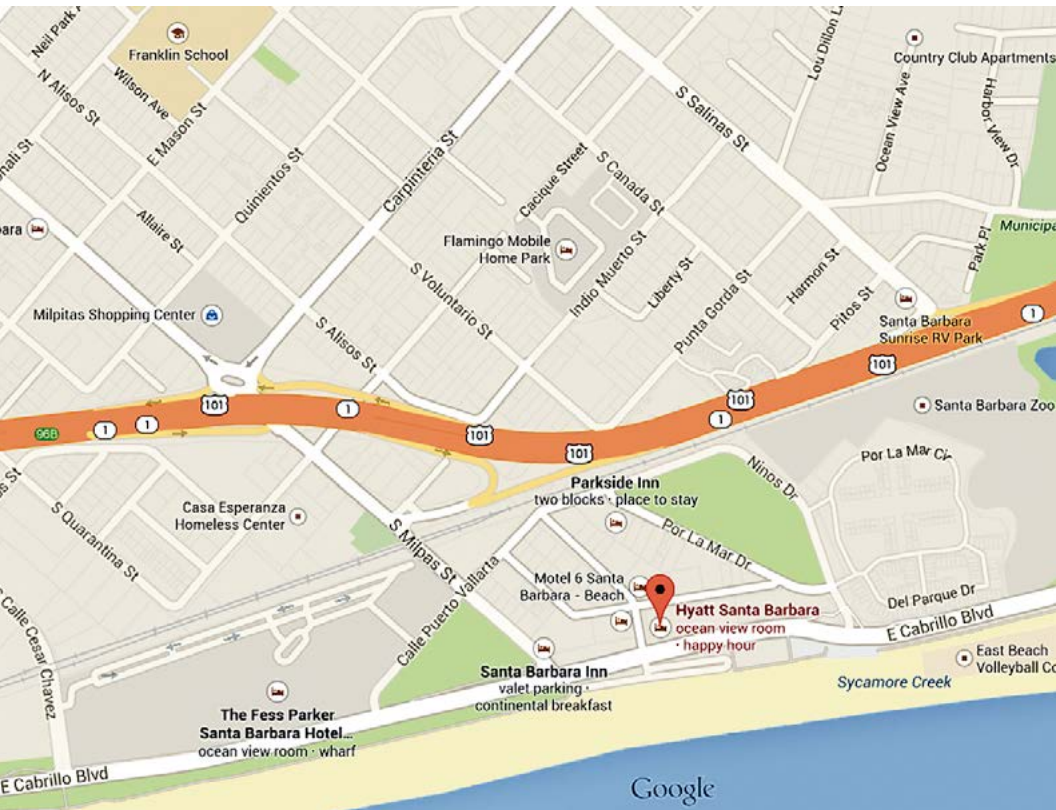 Neil Park
Franklin School
Lou Dillon L
Country Club Apartments
N Alisos St
Wilson Ave
E Mason St
S Salinas St
Ocean View Ave
Harbor View Dr
Carpinteria St
Quinientos St
Cacique Street
S Canada St
Allaire St
Municipa
Park Pl
Flamingo Mobile
Home Park
Indio Muerto St
Liberty St
Harmon St
S Voluntario St
Punta Gorda St
Pitos St
Milpitas Shopping Center
S Alisos St
Santa Barbara
Sunrise RV Park
1
101
101
1
101
1
101
1
1
101
96B
Santa Barbara Zoo
Por La Mar Cir
Ninos Dr
Parkside Inn
two blocks · place to stay
Casa Esperanza
Homeless Center
S Quarantina St
S Milpas St
Por La Mar Dr
Calle Puerto Vallarta
Motel 6 Santa
Barbara - Beach
Hyatt Santa Barbara
ocean view room
· happy hour
Del Parque Dr
E Cabrillo Blvd
Calle Cesar Chavez
East Beach
Volleyball Co
Santa Barbara Inn
valet parking ·
continental breakfast
Sycamore Creek
The Fess Parker
Santa Barbara Hotel...
ocean view room · wharf
E Cabrillo Blvd
Google